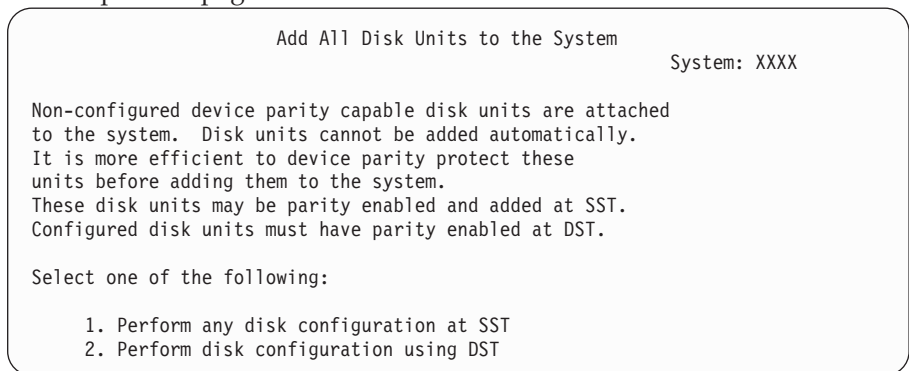 Add All Disk Units to the System
System: XXXX
Non-configured device parity capable disk units are attached
to the system. Disk units cannot be added automatically.
It is more efficient to device parity protect these
units before adding them to the system.
These disk units may be parity enabled and added at SST.
Configured disk units must have parity enabled at DST.
Select one of the following:
1. Perform any disk configuration at SST
2. Perform disk configuration using DST